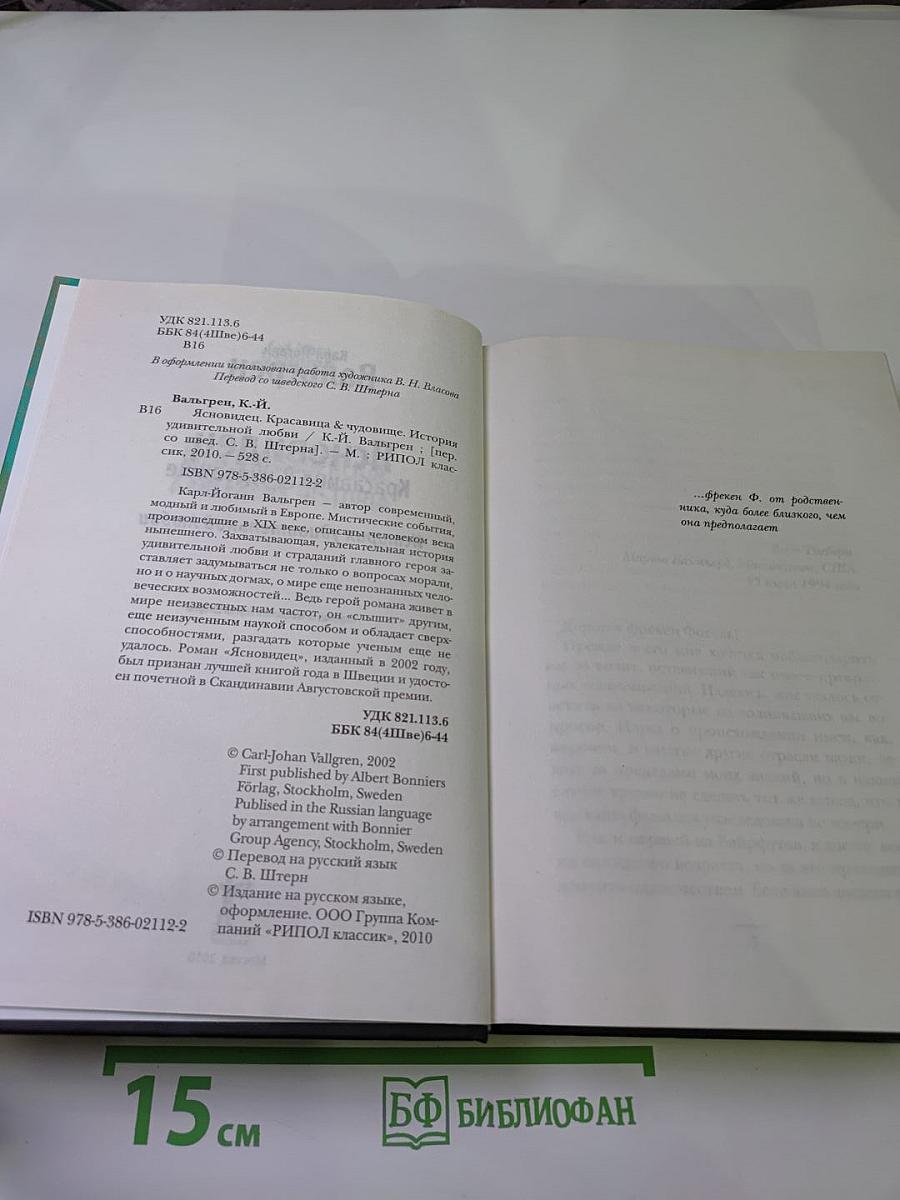 УДК 821.113.6
ББК 84(4Шве)6-44
В16
В оформлении использована работа художника В. Н. Власова
Перевод со шведского С. В. Штерна
Вальгрен, К.-Й.
В16 Ясновидец. Красавица & чудовище. История
удивительной любви / К.-Й. Вальгрен ; [пер.
со швед. С. В. Штерна]. — М. : РИПОЛ клас-
сик, 2010. — 528 с.
ISBN 978-5-386-02112-2
Карл-Йоганн Вальгрен — автор современный,
модный и любимый в Европе. Мистические события,
произошедшие в XIX веке, описаны человеком века
нынешнего. Захватывающая, увлекательная история
удивительной любви и страданий главного героя за-
ставляет задумываться не только о вопросах морали,
но и о научных догмах, о мире еще непознанных чело-
веческих возможностей... Ведь герой романа живет в
мире неизвестных нам частот, он «слышит» другим,
еще неизученным наукой способом и обладает сверх-
способностями, разгадать которые ученым еще не
удалось. Роман «Ясновидец», изданный в 2002 году,
был признан лучшей книгой года в Швеции и удосто-
ен почетной в Скандинавии Августовской премии.
УДК 821.113.6
ББК 84(4Шве)6-44
© Carl-Johan Vallgren, 2002
First published by Albert Bonniers
Förlag, Stockholm, Sweden
Publised in the Russian language
by arrangement with Bonnier
Group Agency, Stockholm, Sweden
© Перевод на русский язык
С. В. Штерн
© Издание на русском языке,
оформление. ООО Группа Ком-
паний «РИПОЛ классик», 2010
ISBN 978-5-386-02112-2
...фрекен Ф. от родствен-
ника, куда более близкого, чем
она предполагает
15 см
БФ БИБЛИОФАН